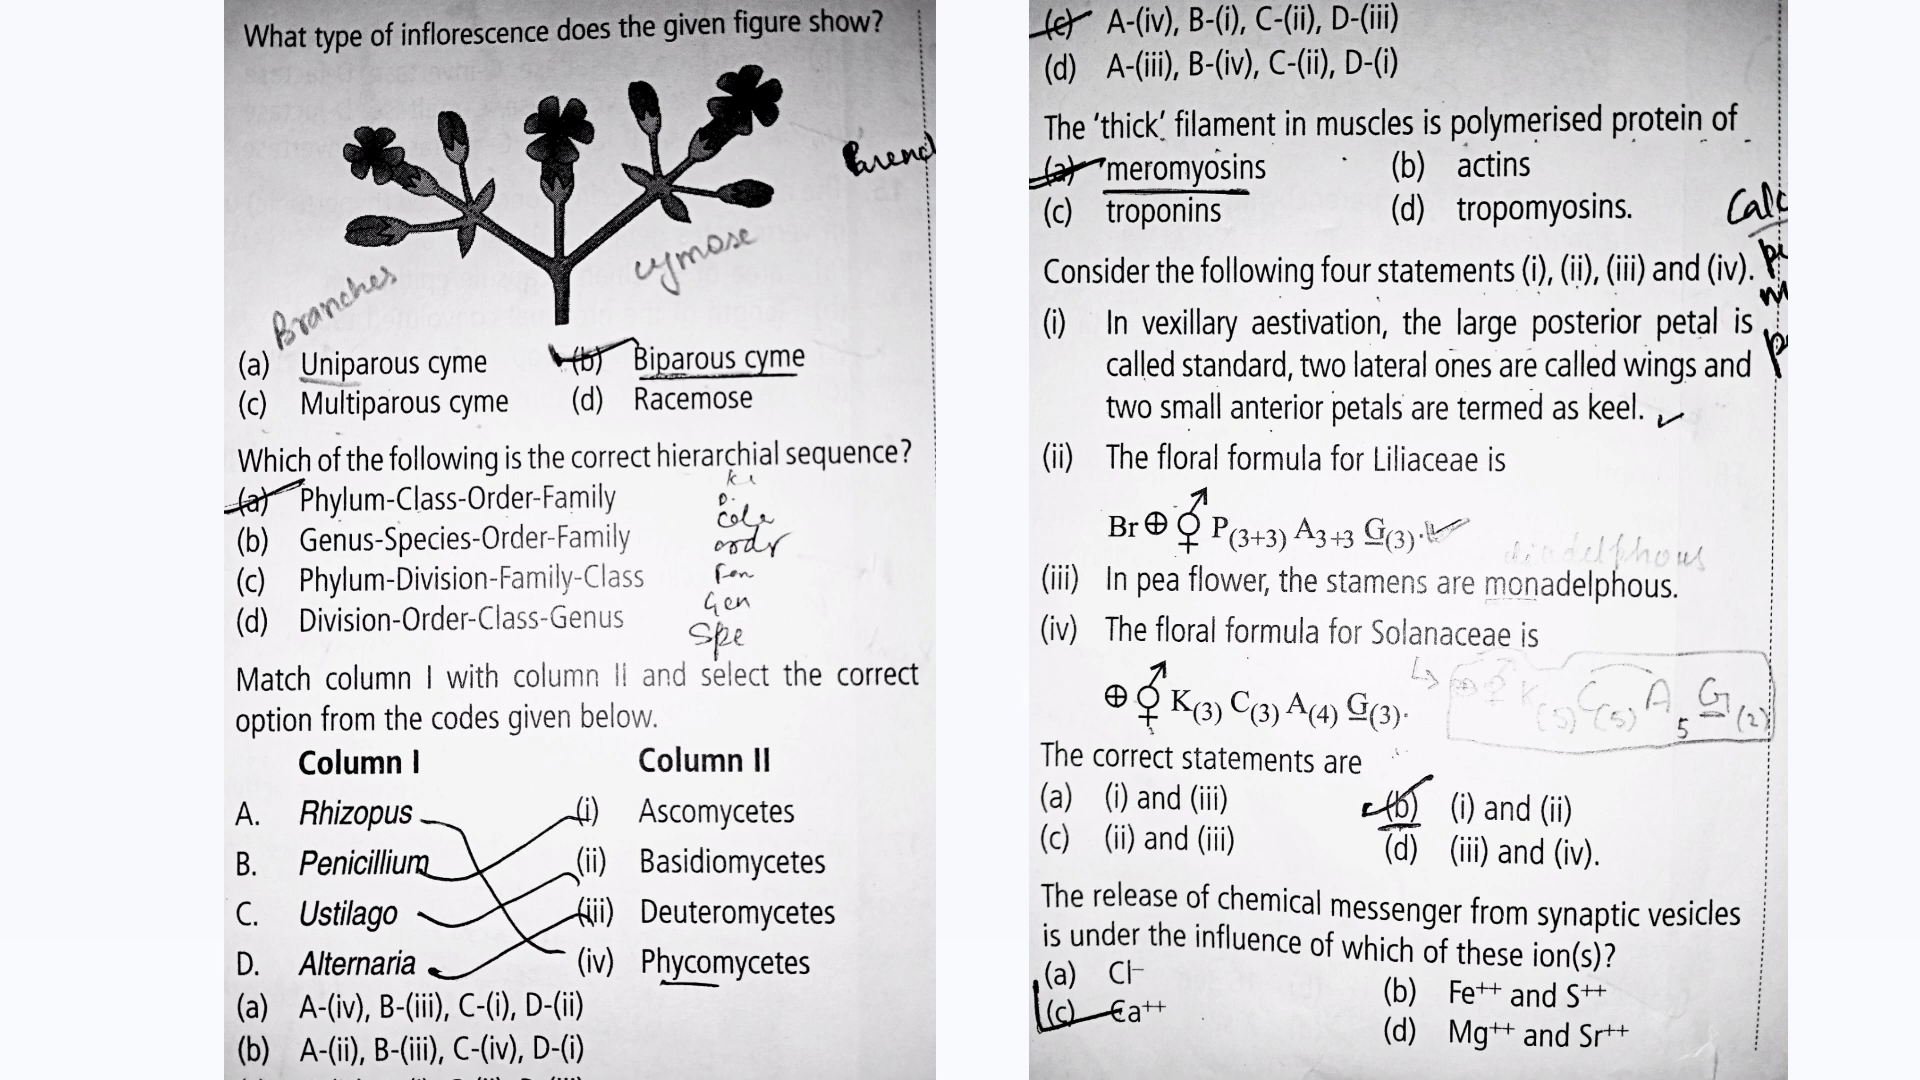 What type of inflorescence does the given figure show?
Branches
cymose
(a) Uniparous cyme (b) Biparous cyme
(c) Multiparous cyme (d) Racemose
Which of the following is the correct hierarchial sequence?
(a) Phylum-Class-Order-Family
(b) Genus-Species-Order-Family
(c) Phylum-Division-Family-Class
(d) Division-Order-Class-Genus
Gen
Spe
Match column I with column II and select the correct
option from the codes given below.
Column I Column II
A. Rhizopus (i) Ascomycetes
B. Penicillium (ii) Basidiomycetes
C. Ustilago (iii) Deuteromycetes
D. Alternaria (iv) Phycomycetes
(a) A-(iv), B-(iii), C-(i), D-(ii)
(b) A-(ii), B-(iii), C-(iv), D-(i)
(c) A-(iv), B-(i), C-(ii), D-(iii)
(d) A-(iii), B-(iv), C-(ii), D-(i)
The 'thick' filament in muscles is polymerised protein of
(a) meromyosins (b) actins
(c) troponins (d) tropomyosins.
Consider the following four statements (i), (ii), (iii) and (iv).
(i) In vexillary aestivation, the large posterior petal is
called standard, two lateral ones are called wings and
two small anterior petals are termed as keel.
(ii) The floral formula for Liliaceae is
Br ⊕ ⚥ P(3+3) A3+3 G(3).
diadelphous
(iii) In pea flower, the stamens are monadelphous.
(iv) The floral formula for Solanaceae is
⊕ ⚥ K(3) C(3) A(4) G(3).
⊕ ⚥ K(5) C(5) A5 G(2)
The correct statements are
(a) (i) and (iii) (b) (i) and (ii)
(c) (ii) and (iii) (d) (iii) and (iv).
The release of chemical messenger from synaptic vesicles
is under the influence of which of these ion(s)?
(a) Cl⁻ (b) Fe⁺⁺ and S⁺⁺
(c) Ca⁺⁺ (d) Mg⁺⁺ and Sr⁺⁺